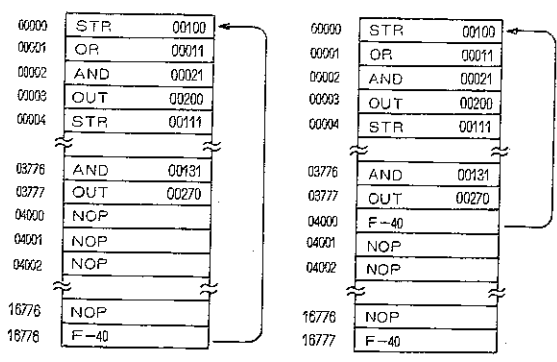 00000 STR 00100
00001 OR 00011
00002 AND 00021
00003 OUT 00200
00004 STR 00111
03776 AND 00131
03777 OUT 00270
04000 NOP
04001 NOP
04002 NOP
16776 NOP
16776 F-40
00000 STR 00100
00001 OR 00011
00002 AND 00021
00003 OUT 00200
00004 STR 00111
03776 AND 00131
03777 OUT 00270
04000 F-40
04001 NOP
04002 NOP
16776 NOP
16777 F-40